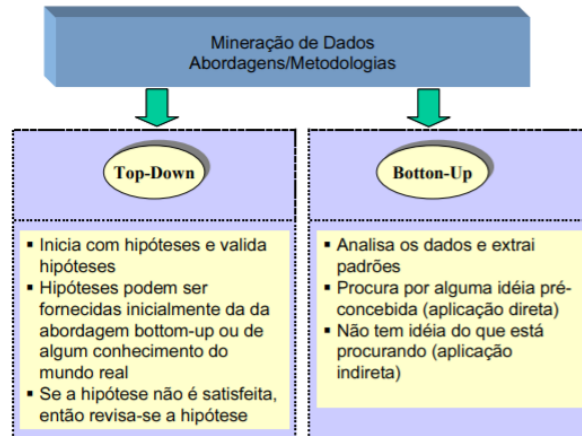 Mineração de Dados
Abordagens/Metodologias
Top-Down
▪ Inicia com hipóteses e valida
hipóteses
▪ Hipóteses podem ser
fornecidas inicialmente da da
abordagem bottom-up ou de
algum conhecimento do
mundo real
▪ Se a hipótese não é satisfeita,
então revisa-se a hipótese
Botton-Up
▪ Analisa os dados e extrai
padrões
▪ Procura por alguma idéia pré-
concebida (aplicação direta)
▪ Não tem idéia do que está
procurando (aplicação
indireta)